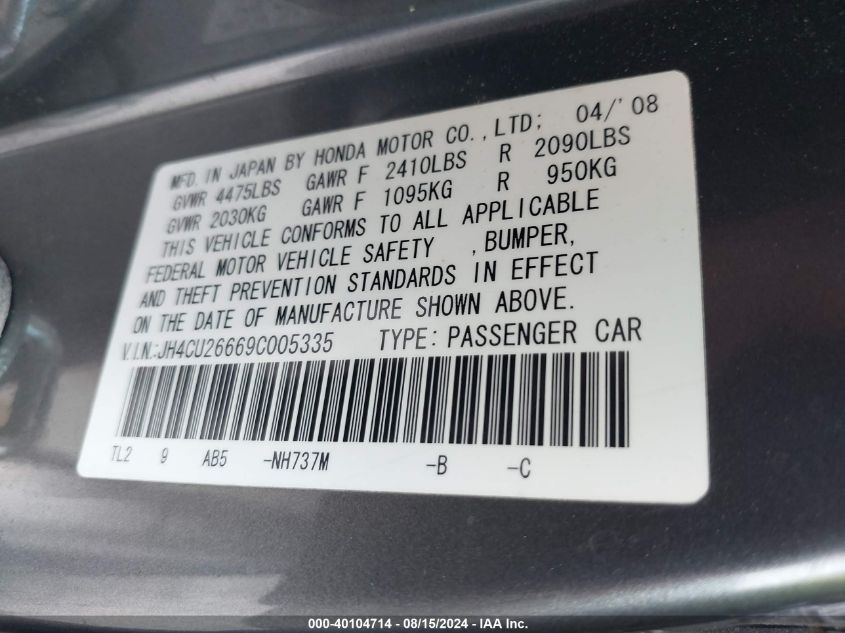 MFD. IN JAPAN BY HONDA MOTOR CO.,LTD; 04/'08
GVWR 4475LBS GAWR F 2410LBS R 2090LBS
GVWR 2030KG GAWR F 1095KG R 950KG
THIS VEHICLE CONFORMS TO ALL APPLICABLE
FEDERAL MOTOR VEHICLE SAFETY ,BUMPER,
AND THEFT PREVENTION STANDARDS IN EFFECT
ON THE DATE OF MANUFACTURE SHOWN ABOVE.
V.I.N.:JH4CU26669C005335 TYPE: PASSENGER CAR
TL2 9 AB5 -NH737M -B -C
000-40104714 - 08/15/2024 - IAA Inc.